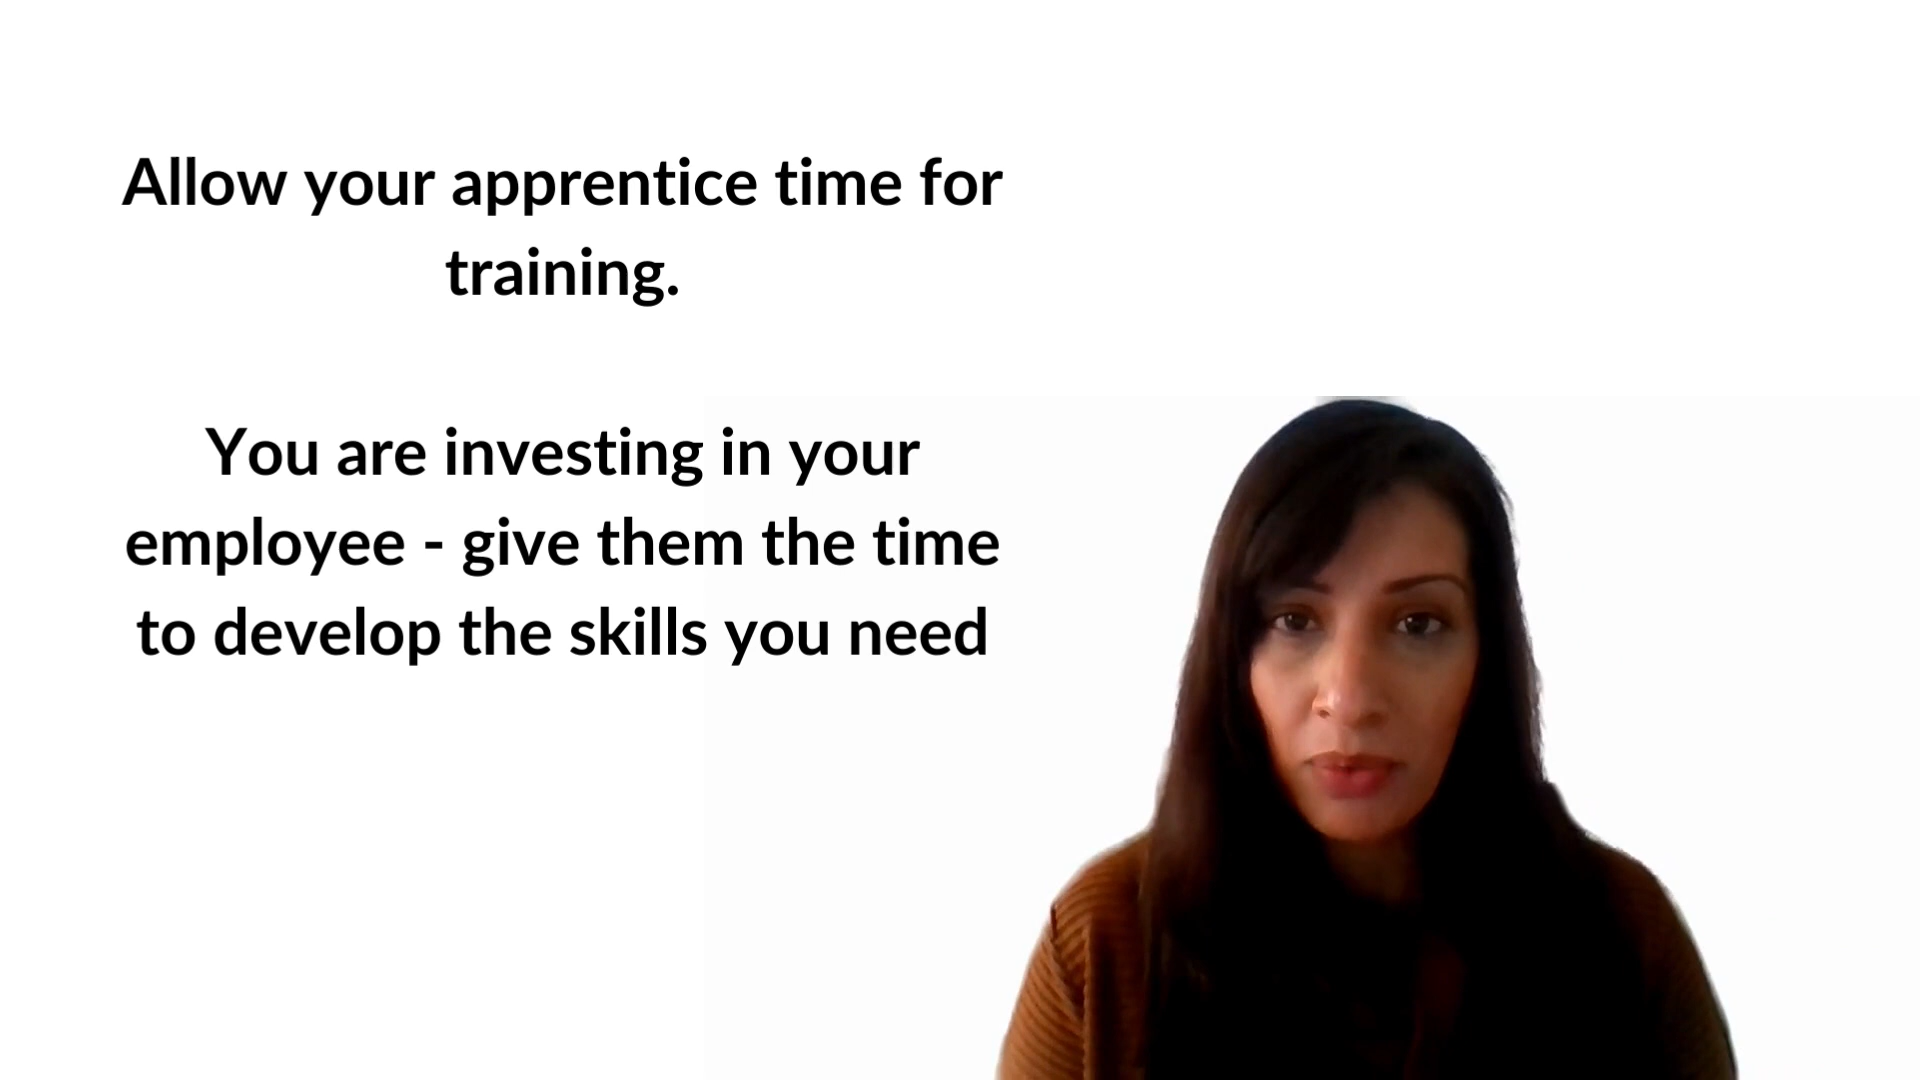 Allow your apprentice time for
training.
You are investing in your
employee - give them the time
to develop the skills you need